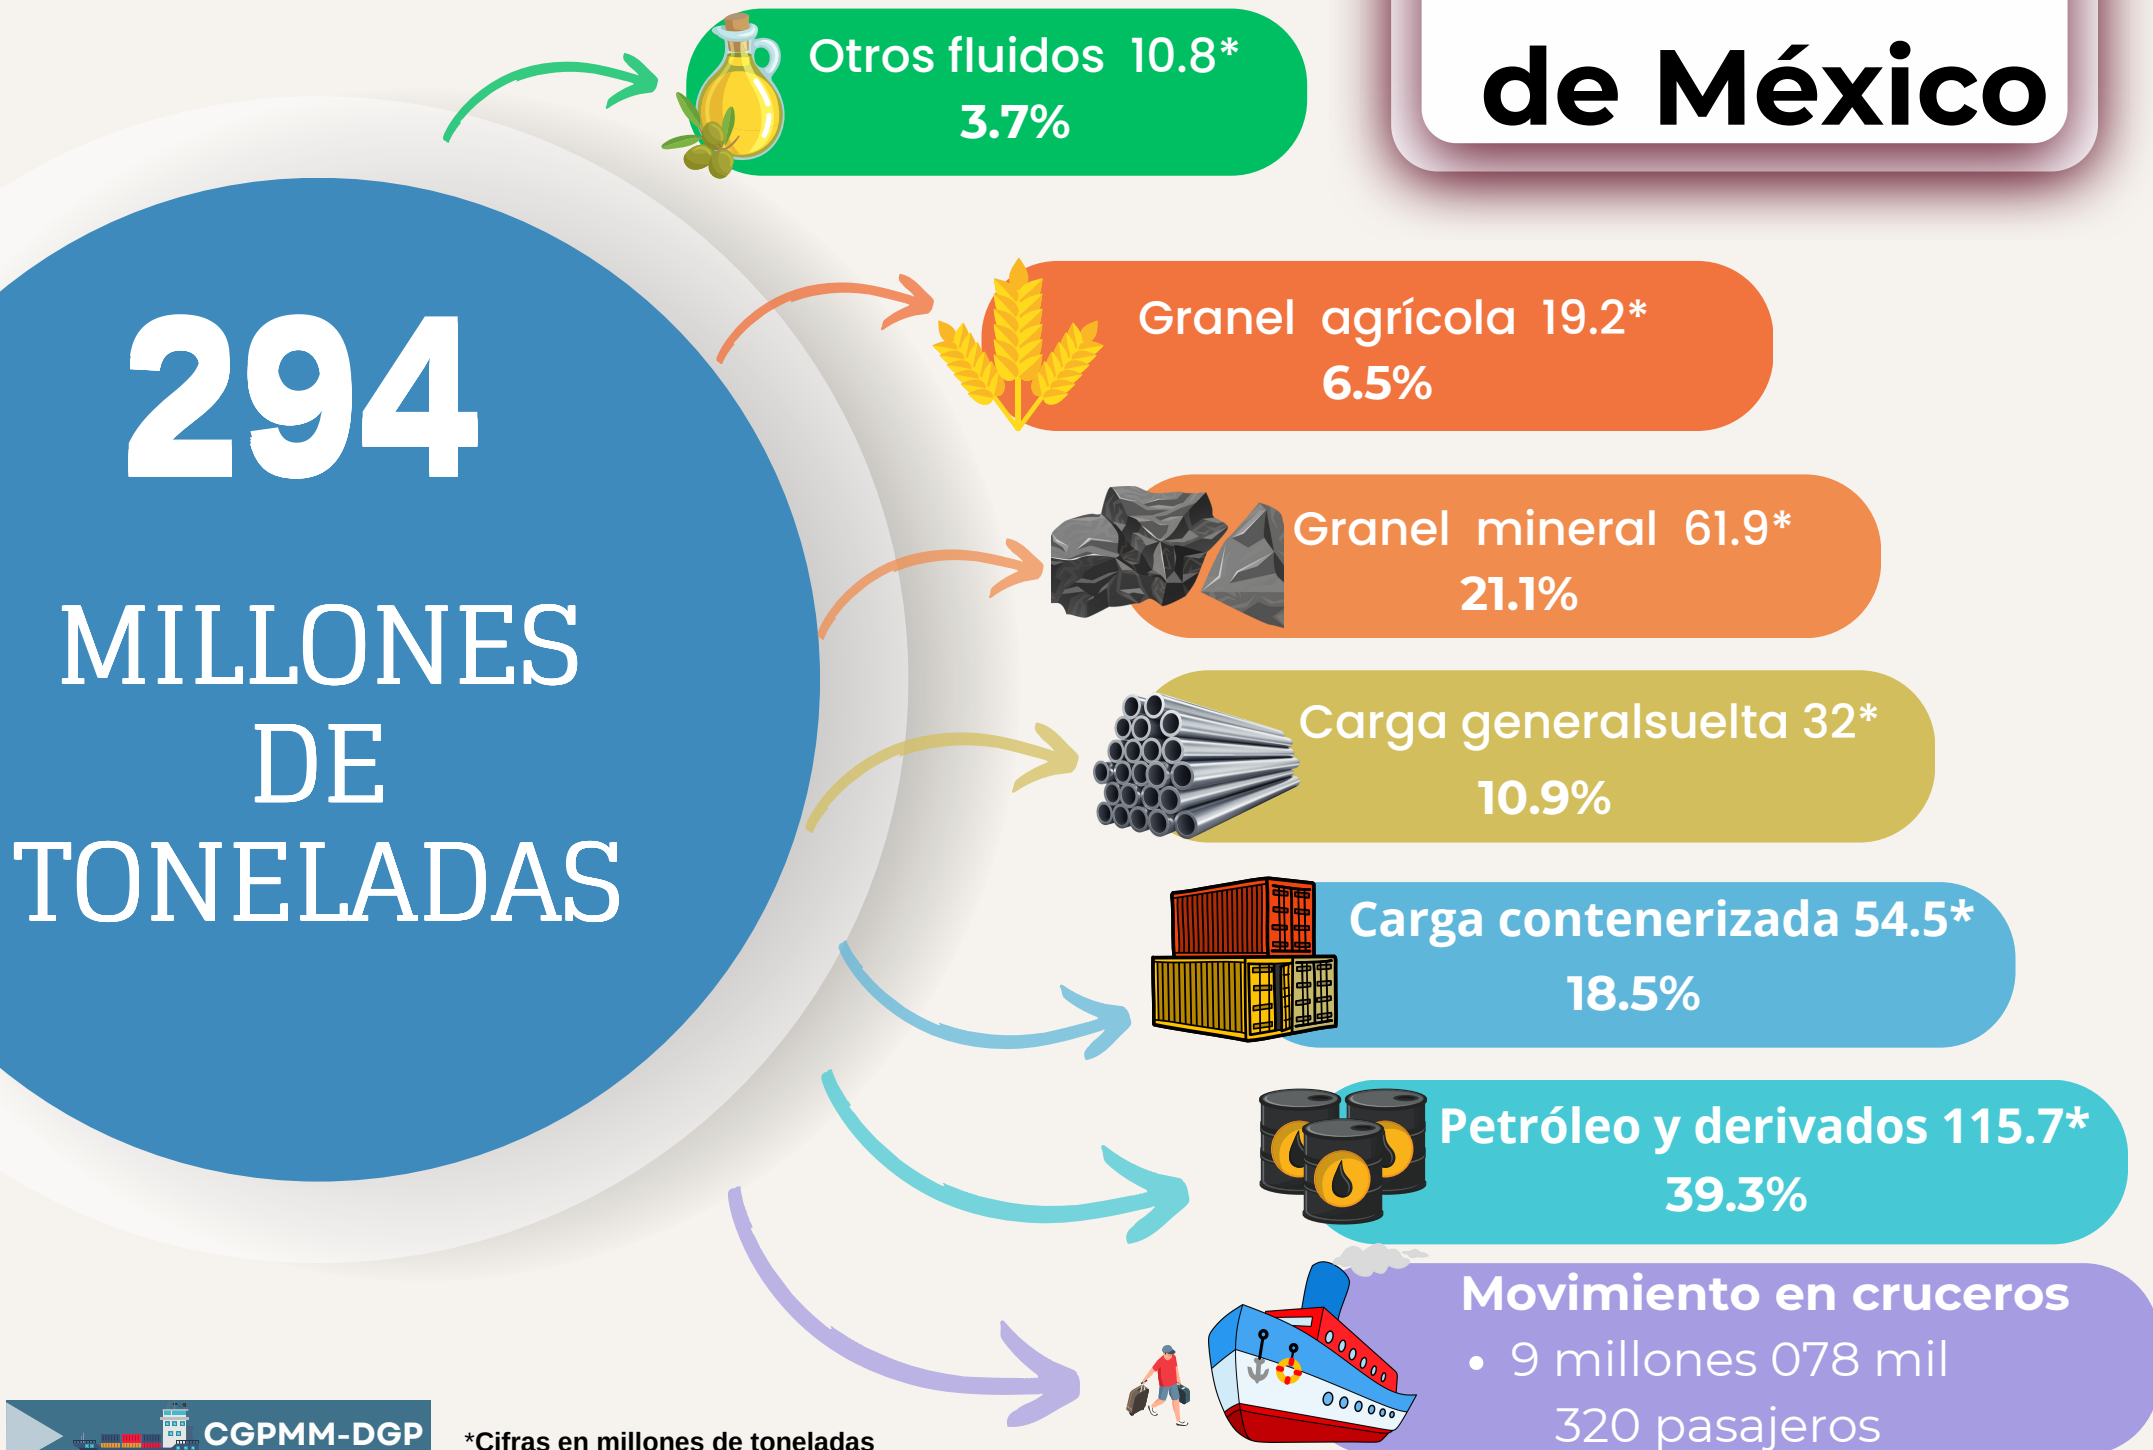 de México
Otros fluidos 10.8*
3.7%
Granel agrícola 19.2*
6.5%
Granel mineral 61.9*
21.1%
Carga generalsuelta 32*
10.9%
Carga contenerizada 54.5*
18.5%
Petróleo y derivados 115.7*
39.3%
Movimiento en cruceros
• 9 millones 078 mil
320 pasajeros
294
MILLONES
DE
TONELADAS
CGPMM-DGP
*Cifras en millones de toneladas